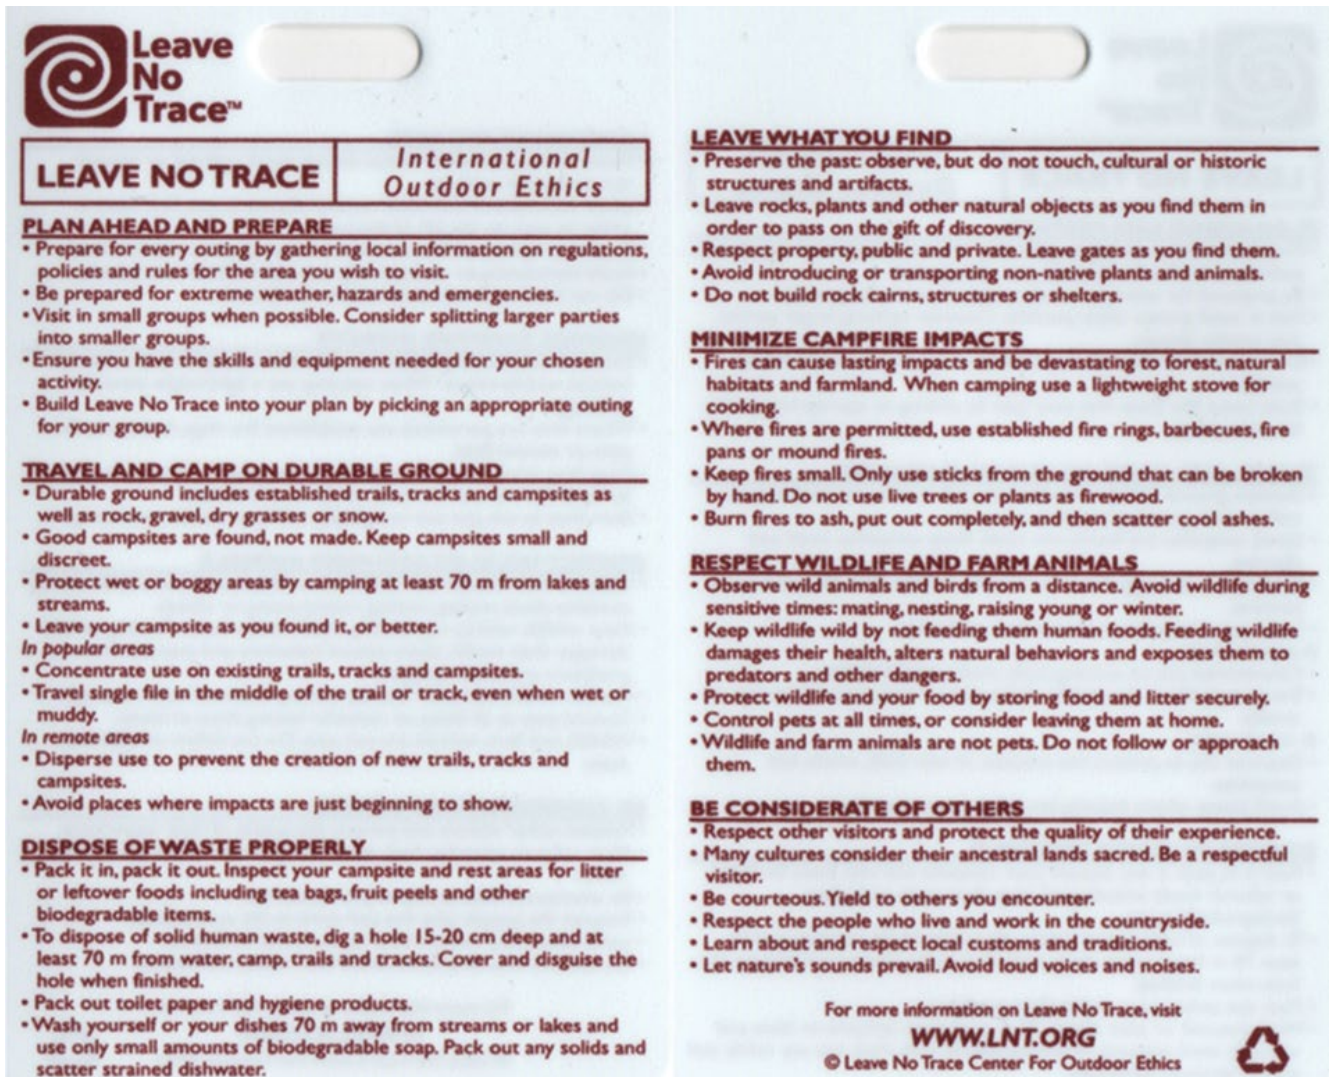 Leave
No
Trace™
LEAVE NO TRACE
International
Outdoor Ethics
PLAN AHEAD AND PREPARE
• Prepare for every outing by gathering local information on regulations,
policies and rules for the area you wish to visit.
• Be prepared for extreme weather, hazards and emergencies.
• Visit in small groups when possible. Consider splitting larger parties
into smaller groups.
• Ensure you have the skills and equipment needed for your chosen
activity.
• Build Leave No Trace into your plan by picking an appropriate outing
for your group.
TRAVEL AND CAMP ON DURABLE GROUND
• Durable ground includes established trails, tracks and campsites as
well as rock, gravel, dry grasses or snow.
• Good campsites are found, not made. Keep campsites small and
discreet.
• Protect wet or boggy areas by camping at least 70 m from lakes and
streams.
• Leave your campsite as you found it, or better.
In popular areas
• Concentrate use on existing trails, tracks and campsites.
• Travel single file in the middle of the trail or track, even when wet or
muddy.
In remote areas
• Disperse use to prevent the creation of new trails, tracks and
campsites.
• Avoid places where impacts are just beginning to show.
DISPOSE OF WASTE PROPERLY
• Pack it in, pack it out. Inspect your campsite and rest areas for litter
or leftover foods including tea bags, fruit peels and other
biodegradable items.
• To dispose of solid human waste, dig a hole 15-20 cm deep and at
least 70 m from water, camp, trails and tracks. Cover and disguise the
hole when finished.
• Pack out toilet paper and hygiene products.
• Wash yourself or your dishes 70 m away from streams or lakes and
use only small amounts of biodegradable soap. Pack out any solids and
scatter strained dishwater.
LEAVE WHAT YOU FIND
• Preserve the past: observe, but do not touch, cultural or historic
structures and artifacts.
• Leave rocks, plants and other natural objects as you find them in
order to pass on the gift of discovery.
• Respect property, public and private. Leave gates as you find them.
• Avoid introducing or transporting non-native plants and animals.
• Do not build rock cairns, structures or shelters.
MINIMIZE CAMPFIRE IMPACTS
• Fires can cause lasting impacts and be devastating to forest, natural
habitats and farmland. When camping use a lightweight stove for
cooking.
• Where fires are permitted, use established fire rings, barbecues, fire
pans or mound fires.
• Keep fires small. Only use sticks from the ground that can be broken
by hand. Do not use live trees or plants as firewood.
• Burn fires to ash, put out completely, and then scatter cool ashes.
RESPECT WILDLIFE AND FARM ANIMALS
• Observe wild animals and birds from a distance. Avoid wildlife during
sensitive times: mating, nesting, raising young or winter.
• Keep wildlife wild by not feeding them human foods. Feeding wildlife
damages their health, alters natural behaviors and exposes them to
predators and other dangers.
• Protect wildlife and your food by storing food and litter securely.
• Control pets at all times, or consider leaving them at home.
• Wildlife and farm animals are not pets. Do not follow or approach
them.
BE CONSIDERATE OF OTHERS
• Respect other visitors and protect the quality of their experience.
• Many cultures consider their ancestral lands sacred. Be a respectful
visitor.
• Be courteous. Yield to others you encounter.
• Respect the people who live and work in the countryside.
• Learn about and respect local customs and traditions.
• Let nature's sounds prevail. Avoid loud voices and noises.
For more information on Leave No Trace, visit
WWW.LNT.ORG
© Leave No Trace Center For Outdoor Ethics